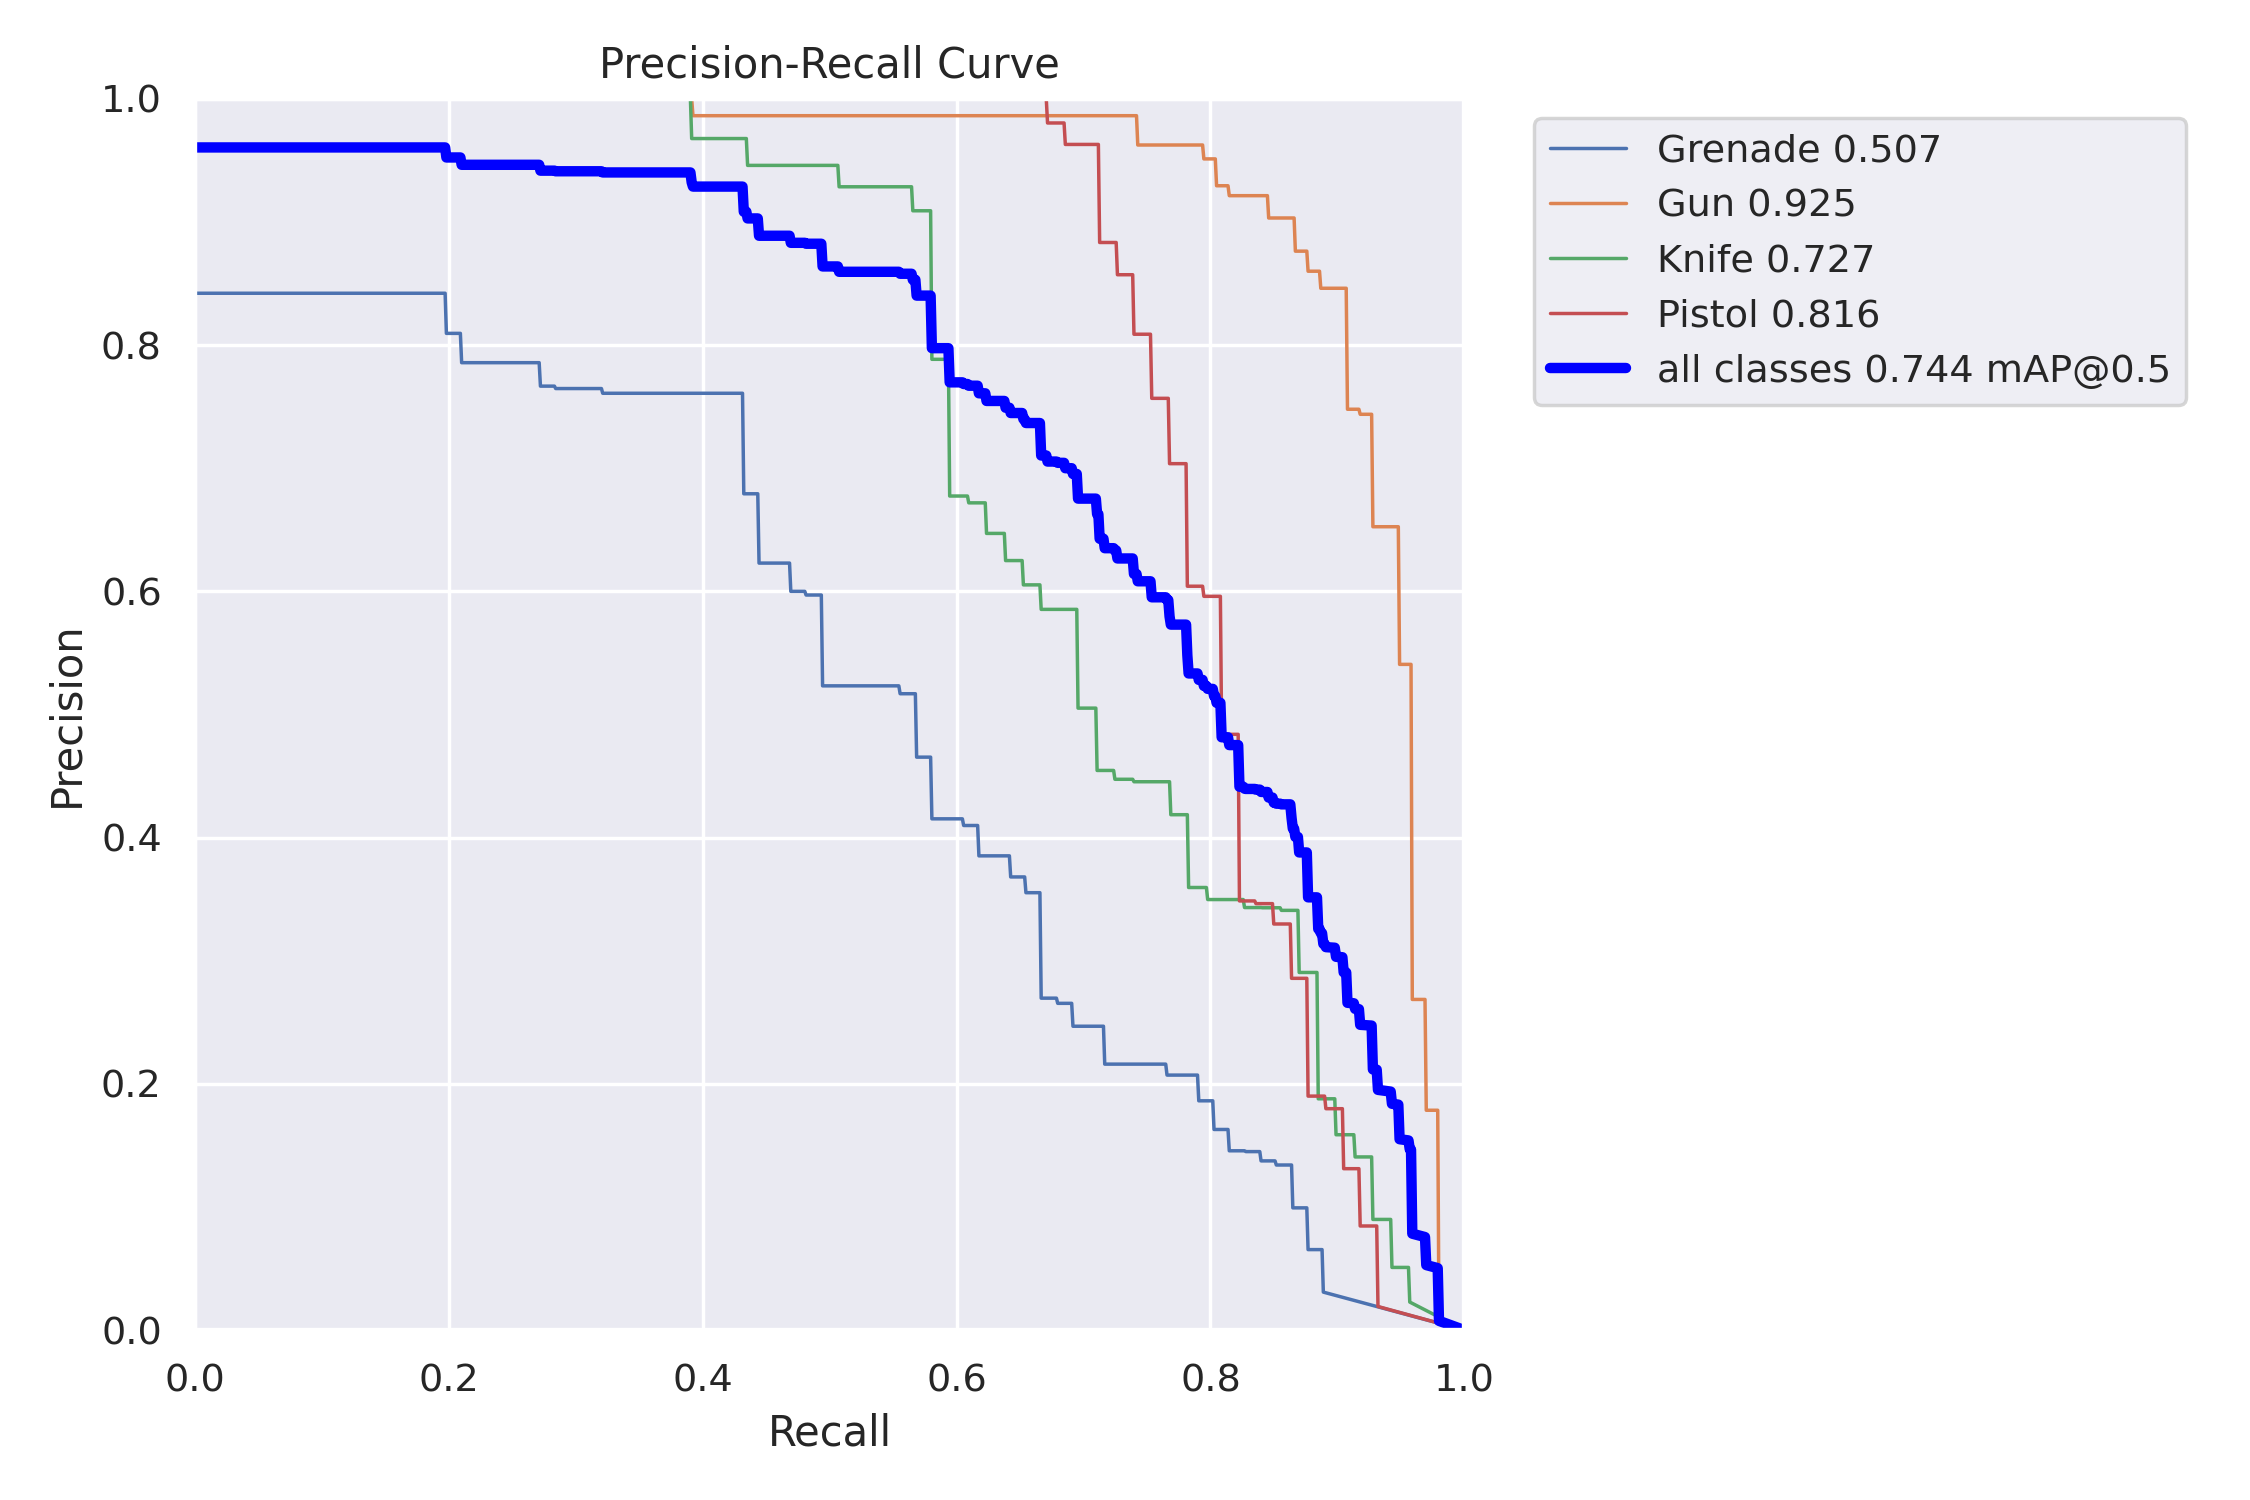 Precision-Recall Curve
1.0
0.8
0.6
0.4
0.2
0.0
Precision
0.0 0.2 0.4 0.6 0.8 1.0
Recall
Grenade 0.507
Gun 0.925
Knife 0.727
Pistol 0.816
all classes 0.744 mAP@0.5